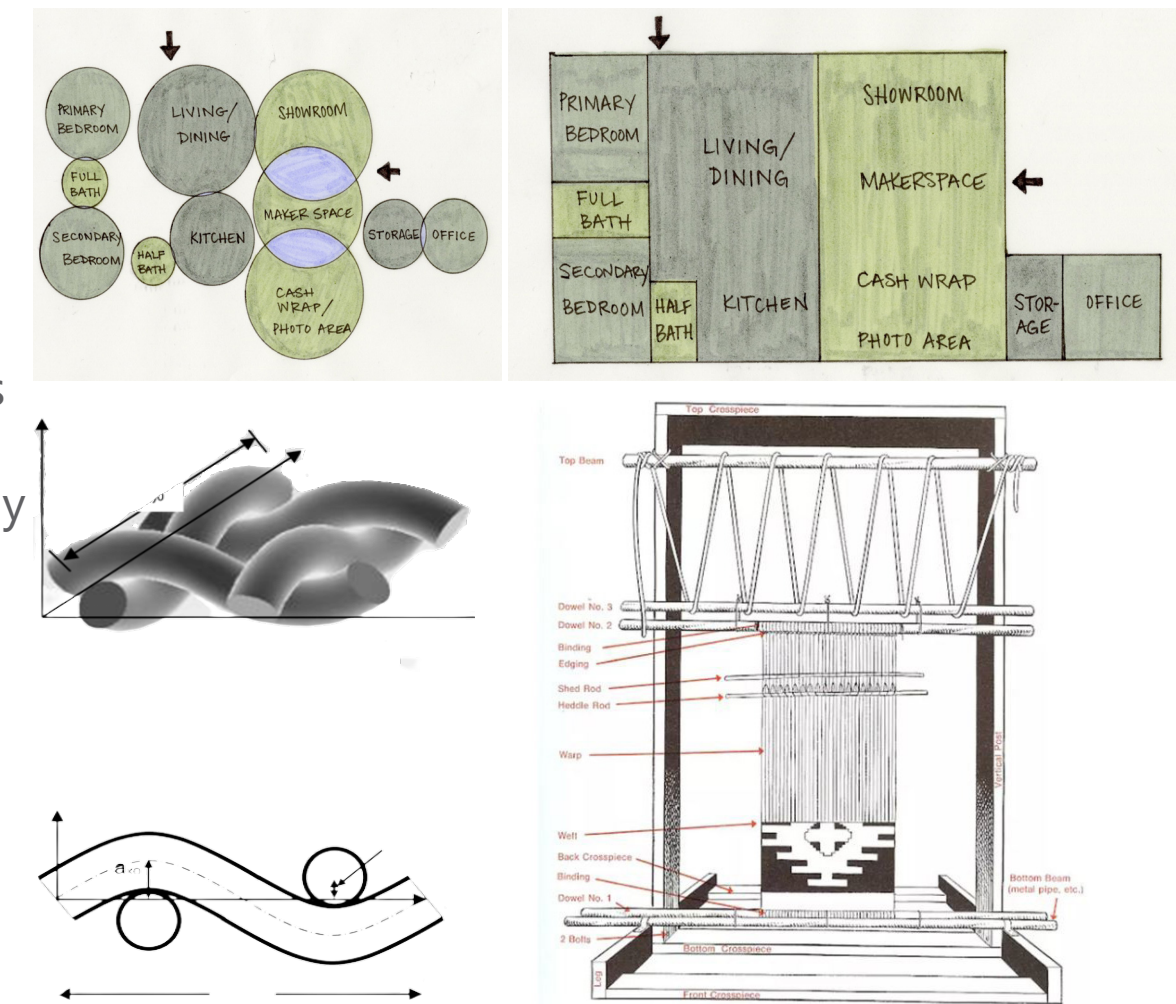 PRIMARY
BEDROOM
FULL
BATH
SECONDARY
BEDROOM
HALF
BATH
LIVING/
DINING
KITCHEN
SHOWROOM
MAKER SPACE
CASH
WRAP/
PHOTO AREA
STORAGE
OFFICE
PRIMARY
BEDROOM
FULL
BATH
SECONDARY
BEDROOM
HALF
BATH
LIVING/
DINING
KITCHEN
SHOWROOM
MAKERSPACE
CASH WRAP
PHOTO AREA
STOR-
AGE
OFFICE
s
y
a
Top Crosspiece
Top Beam
Dowel No. 3
Dowel No. 2
Binding
Edging
Shed Rod
Heddle Rod
Warp
Vertical Post
Weft
Back Crosspiece
Binding
Dowel No. 1
2 Bolts
Bottom Beam
(metal pipe, etc.)
Bottom Crosspiece
Leg
Front Crosspiece